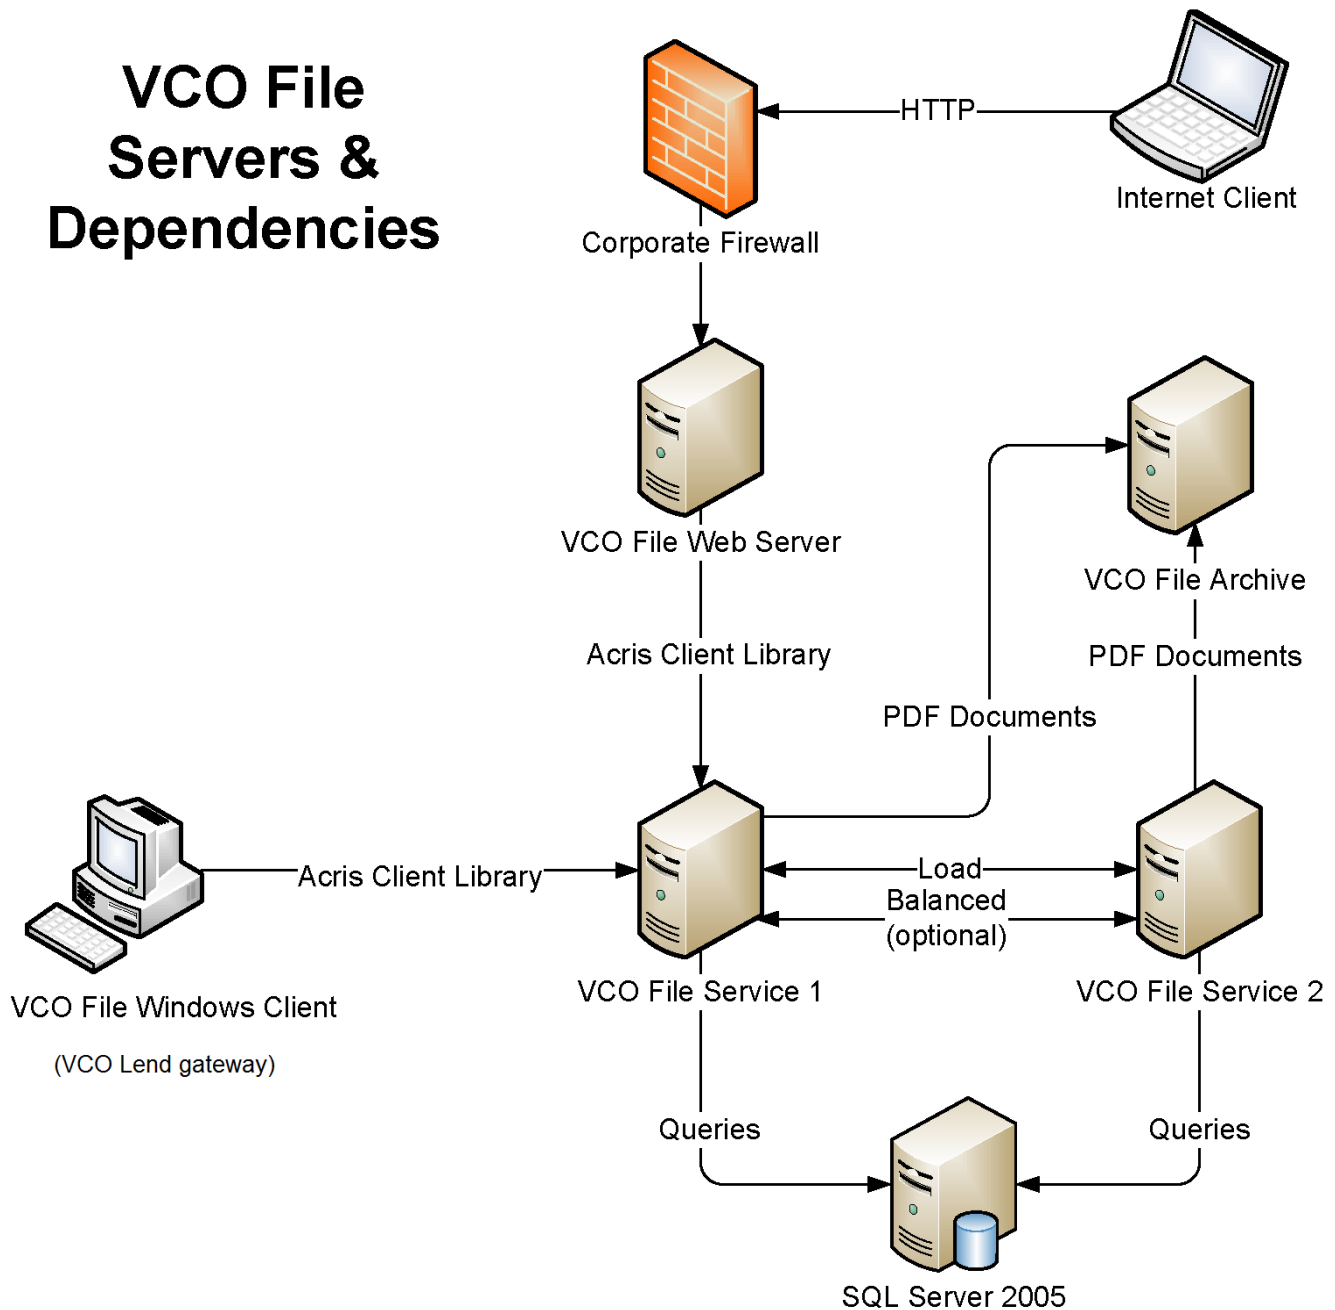 VCO File
Servers &
Dependencies
HTTP
Internet Client
Corporate Firewall
VCO File Web Server
VCO File Archive
Acris Client Library
PDF Documents
PDF Documents
Acris Client Library
Load
Balanced
(optional)
VCO File Windows Client
(VCO Lend gateway)
VCO File Service 1
VCO File Service 2
Queries
Queries
SQL Server 2005